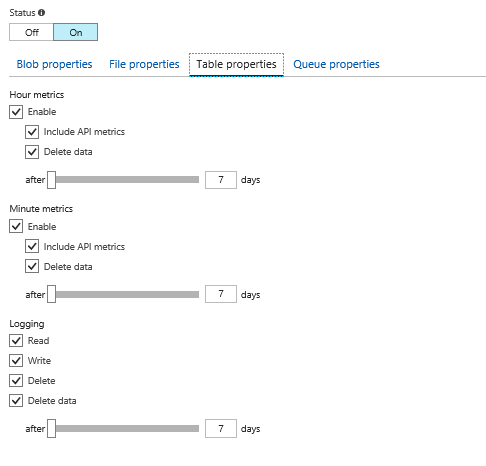 Status
Off On
Blob properties File properties Table properties Queue properties
Hour metrics
Enable
Include API metrics
Delete data
after 7 days
Minute metrics
Enable
Include API metrics
Delete data
after 7 days
Logging
Read
Write
Delete
Delete data
after 7 days